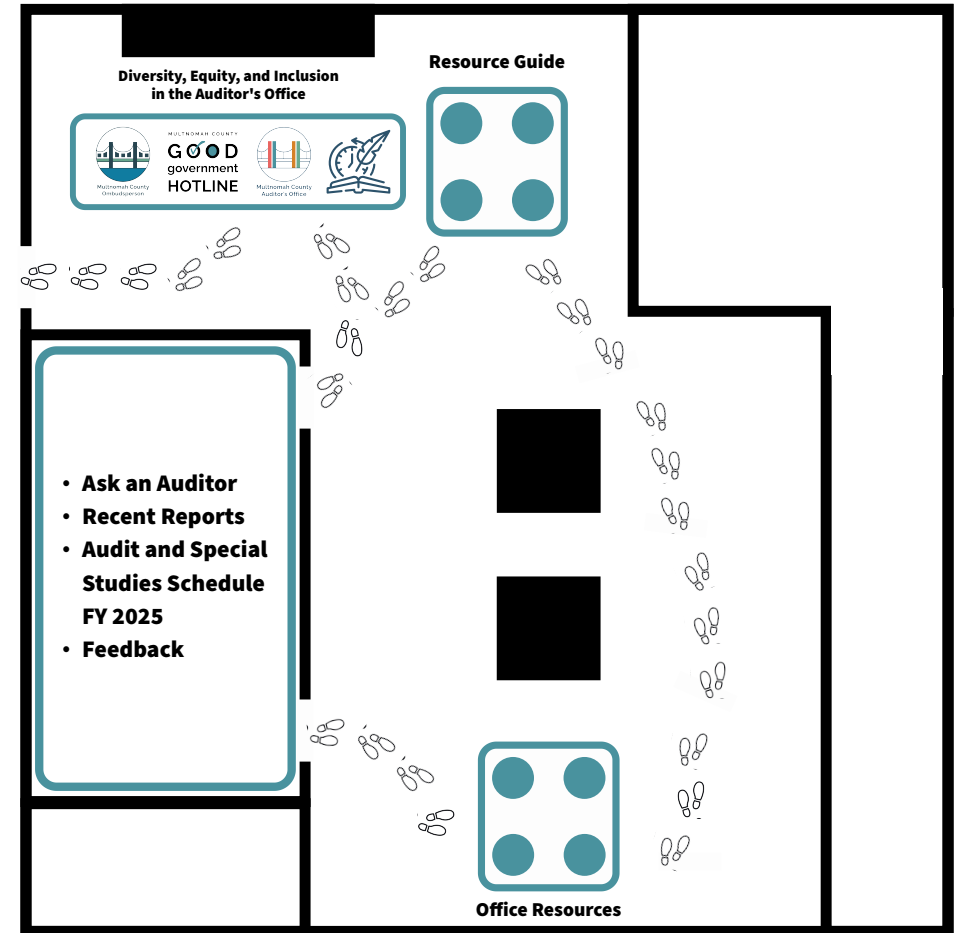 Resource Guide
Diversity, Equity, and Inclusion
in the Auditor's Office
MULTNOMAH COUNTY
GOOD
government
HOTLINE
Multnomah County
Ombudsperson
Multnomah County
Auditor's Office
• Ask an Auditor
• Recent Reports
• Audit and Special
Studies Schedule
FY 2025
• Feedback
Office Resources